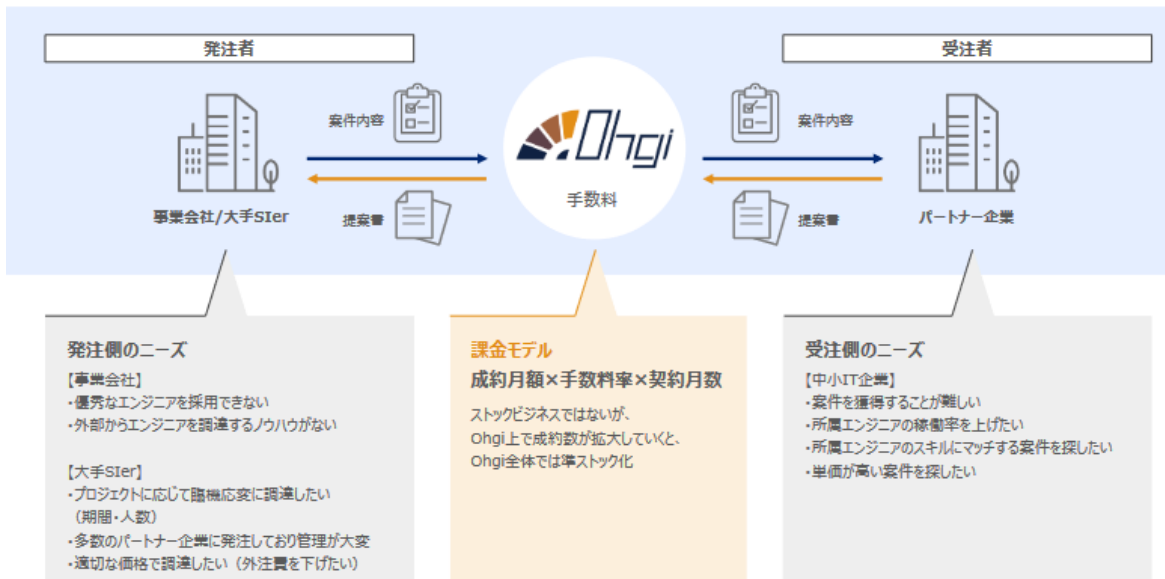 発注者
受注者
案件内容
案件内容
Ohgi
手数料
事業会社/大手SIer
提案書
提案書
パートナー企業
発注側のニーズ
【事業会社】
・優秀なエンジニアを採用できない
・外部からエンジニアを調達するノウハウがない
【大手SIer】
・プロジェクトに応じて臨機応変に調達したい
（期間・人数）
・多数のパートナー企業に発注しており管理が大変
・適切な価格で調達したい（外注費を下げたい）
課金モデル
成約月額×手数料率×契約月数
ストックビジネスではないが、
Ohgi上で成約数が拡大していくと、
Ohgi全体では準ストック化
受注側のニーズ
【中小IT企業】
・案件を獲得することが難しい
・所属エンジニアの稼働率を上げたい
・所属エンジニアのスキルにマッチする案件を探したい
・単価が高い案件を探したい